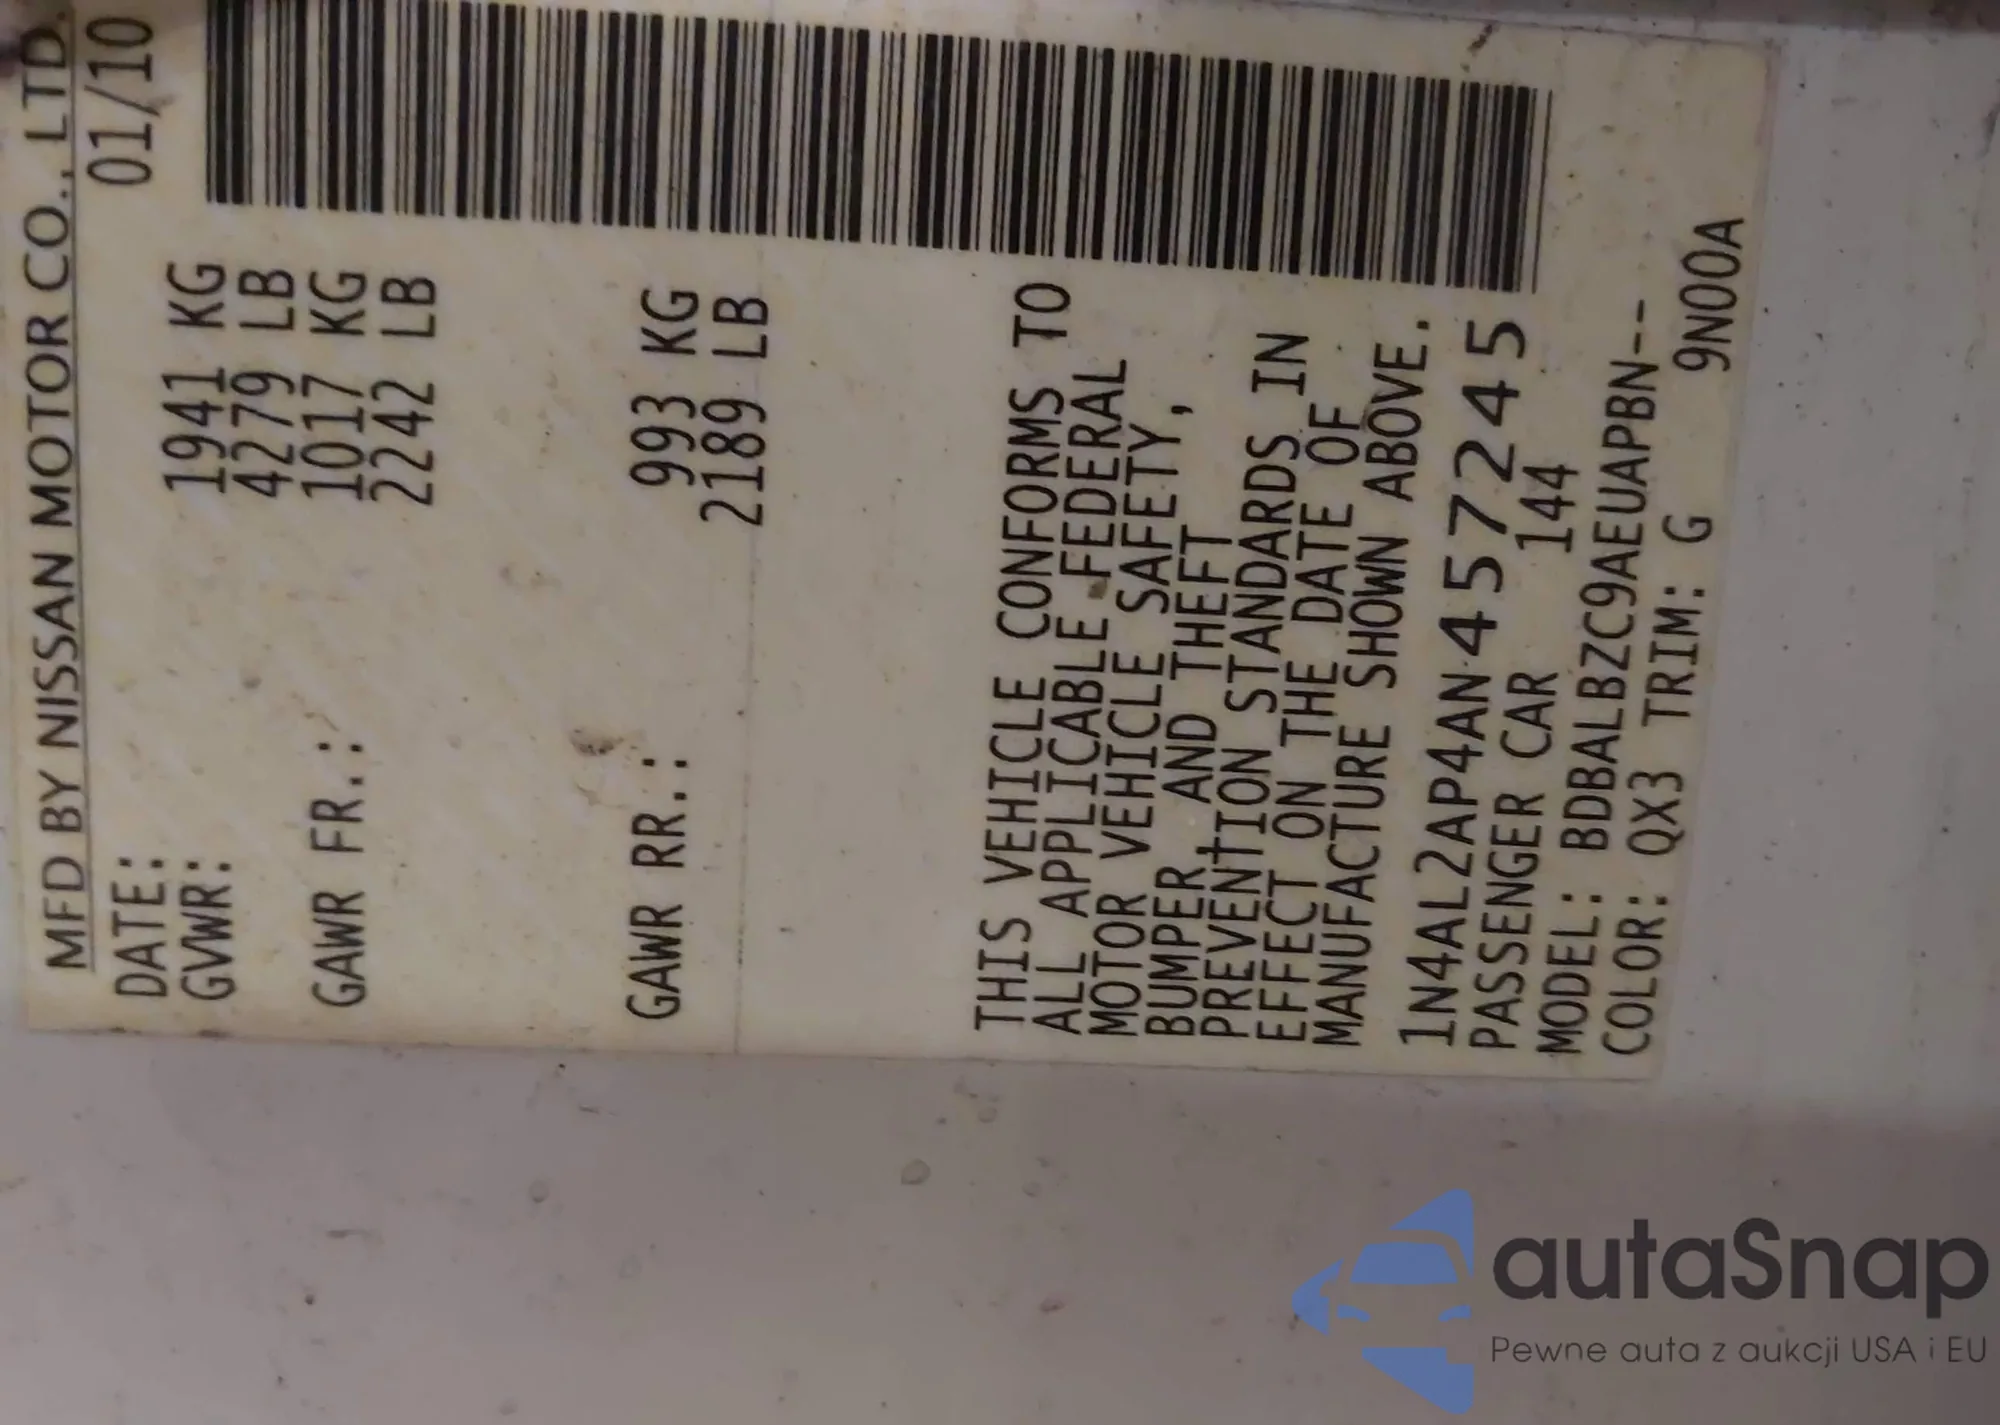 MFD BY NISSAN MOTOR CO., LTD.
DATE: 01/10
GVWR: 1941 KG
4279 LB
GAWR FR.: 1017 KG
2242 LB
GAWR RR.: 993 KG
2189 LB
THIS VEHICLE CONFORMS TO
ALL APPLICABLE FEDERAL
MOTOR VEHICLE SAFETY,
BUMPER AND THEFT
PREVENTION STANDARDS IN
EFFECT ON THE DATE OF
MANUFACTURE SHOWN ABOVE.
1N4AL2AP4AN457245
PASSENGER CAR 144
MODEL: BDBALBZC9AEUAPBN--
COLOR: QX3 TRIM: G 9N00A
autaSnap
Pewne auta z aukcji USA i EU